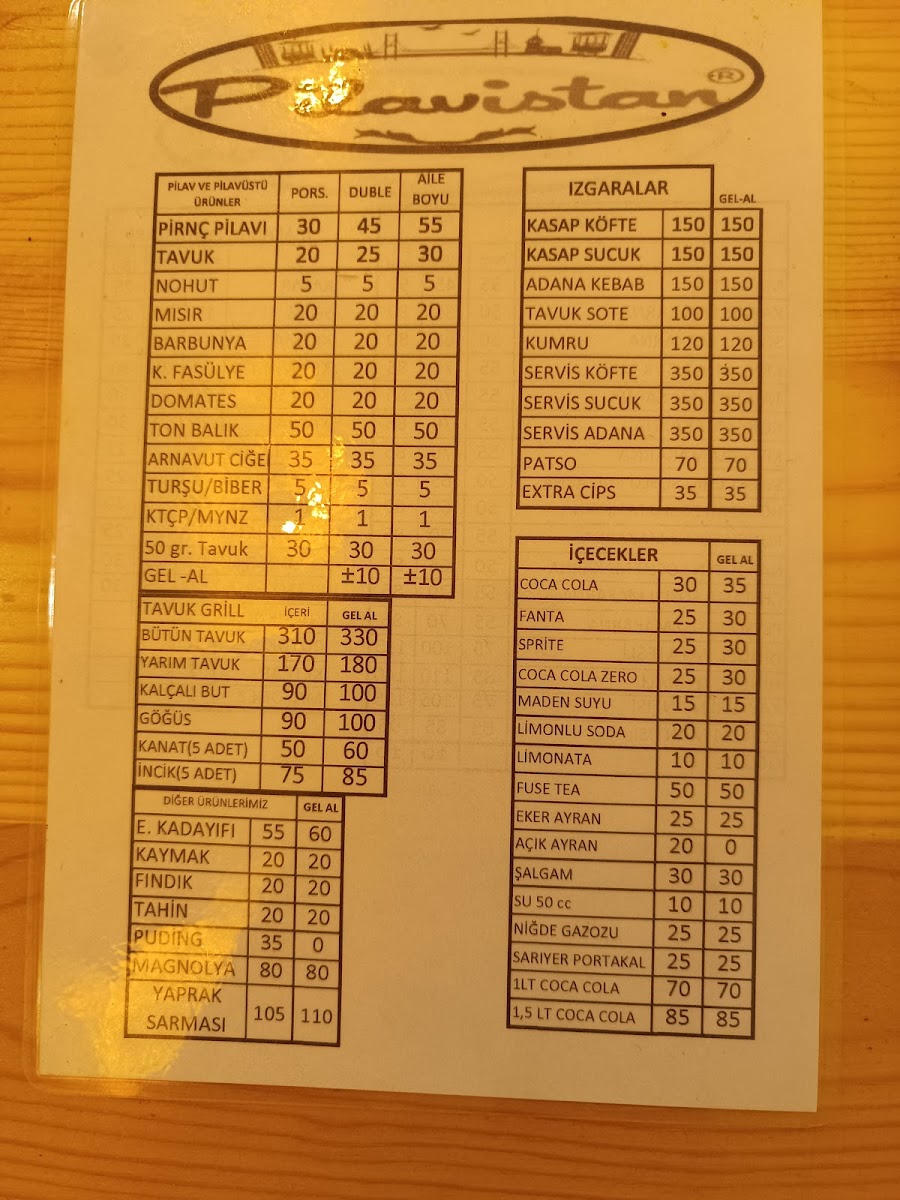 Pilavistan ®
PİLAV VE PİLAVÜSTÜ ÜRÜNLER PORS. DUBLE AİLE BOYU
PİRNÇ PİLAVI 30 45 55
TAVUK 20 25 30
NOHUT 5 5 5
MISIR 20 20 20
BARBUNYA 20 20 20
K. FASÜLYE 20 20 20
DOMATES 20 20 20
TON BALIK 50 50 50
ARNAVUT CİĞE 35 35 35
TURŞU/BİBER 5 5 5
KTÇP/MYNZ 1 1 1
50 gr. Tavuk 30 30 30
GEL -AL ±10 ±10
TAVUK GRİLL İÇERİ GEL AL
BÜTÜN TAVUK 310 330
YARIM TAVUK 170 180
KALÇALI BUT 90 100
GÖĞÜS 90 100
KANAT(5 ADET) 50 60
İNCİK(5 ADET) 75 85
DİĞER ÜRÜNLERİMİZ GEL AL
E. KADAYIFI 55 60
KAYMAK 20 20
FINDIK 20 20
TAHİN 20 20
PUDİNG 35 0
MAGNOLYA 80 80
YAPRAK
SARMASI 105 110
IZGARALAR GEL-AL
KASAP KÖFTE 150 150
KASAP SUCUK 150 150
ADANA KEBAB 150 150
TAVUK SOTE 100 100
KUMRU 120 120
SERVİS KÖFTE 350 350
SERVİS SUCUK 350 350
SERVİS ADANA 350 350
PATSO 70 70
EXTRA CİPS 35 35
İÇECEKLER GEL AL
COCA COLA 30 35
FANTA 25 30
SPRİTE 25 30
COCA COLA ZERO 25 30
MADEN SUYU 15 15
LİMONLU SODA 20 20
LİMONATA 10 10
FUSE TEA 50 50
EKER AYRAN 25 25
AÇIK AYRAN 20 0
ŞALGAM 30 30
SU 50 cc 10 10
NİĞDE GAZOZU 25 25
SARIYER PORTAKAL 25 25
1LT COCA COLA 70 70
1,5 LT COCA COLA 85 85